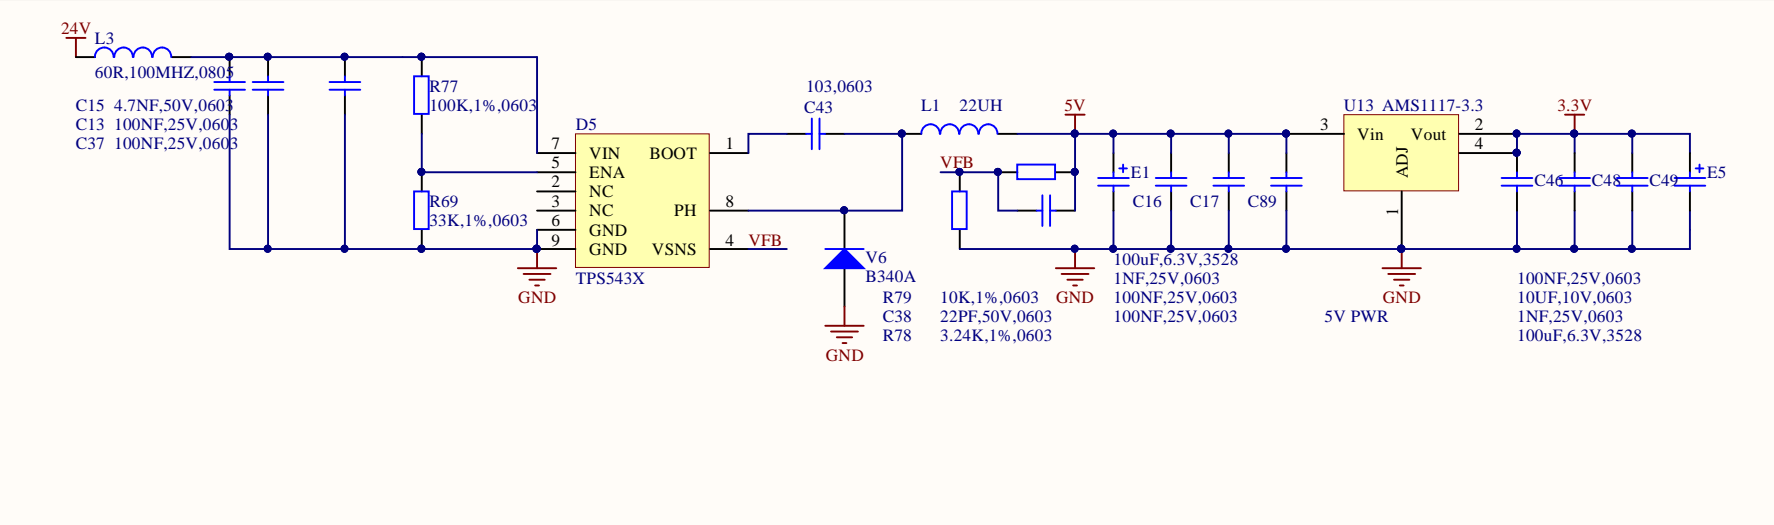 24V
L3
60R,100MHZ,0805
C15 4.7NF,50V,0603
C13 100NF,25V,0603
C37 100NF,25V,0603
R77
100K,1%,0603
R69
33K,1%,0603
GND
D5
7 VIN BOOT 1
5 ENA
2 NC
3 NC PH 8
6 GND
9 GND VSNS 4 VFB
TPS543X
103,0603
C43
V6
B340A
GND
L1 22UH
5V
VFB
R79 10K,1%,0603
C38 22PF,50V,0603
R78 3.24K,1%,0603
GND
+ E1
C16 C17 C89
100uF,6.3V,3528
1NF,25V,0603
100NF,25V,0603
100NF,25V,0603
U13 AMS1117-3.3
3 Vin Vout 2
4
ADJ
1
GND
5V PWR
3.3V
C46 C48 C49 + E5
100NF,25V,0603
10UF,10V,0603
1NF,25V,0603
100uF,6.3V,3528